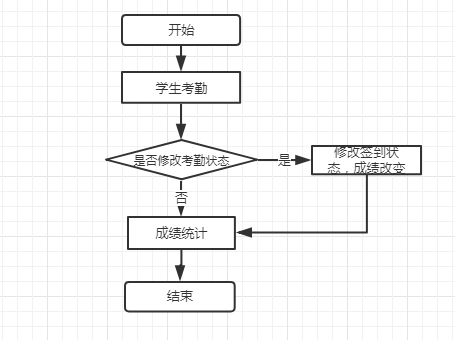 开始
学生考勤
是否修改考勤状态
是
修改签到状
态，成绩改变
否
成绩统计
结束